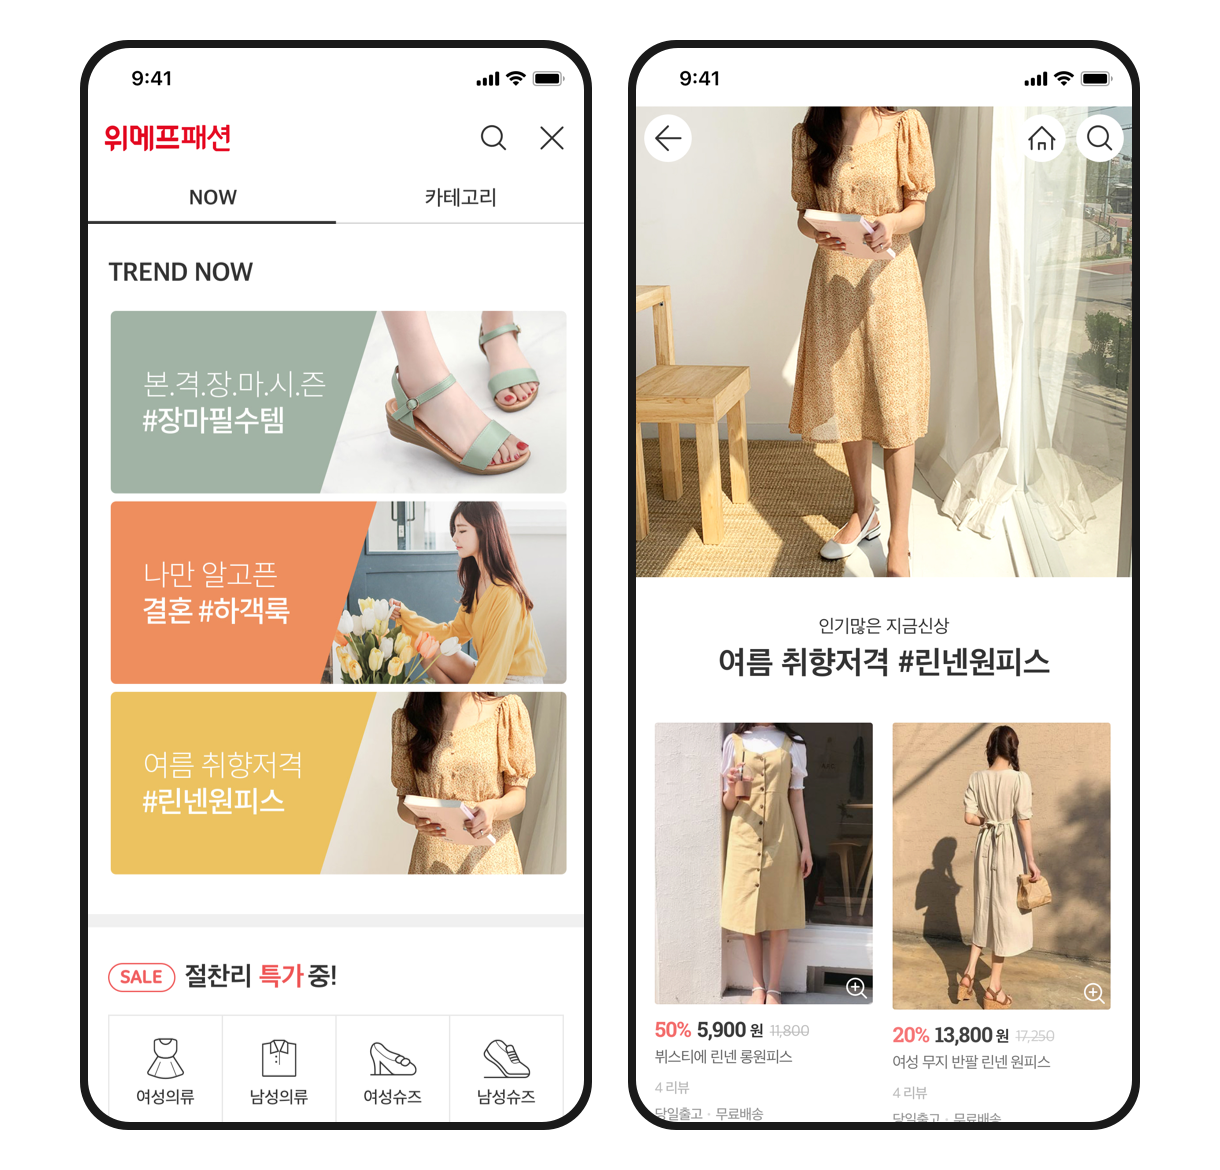 9:41
위메프패션
NOW
카테고리
TREND NOW
본.격.장.마.시.즌
#장마필수템
나만 알고픈
결혼 #하객룩
여름 취향저격
#린넨원피스
SALE 절찬리 특가 중!
여성의류
남성의류
여성슈즈
남성슈즈
9:41
인기많은 지금신상
여름 취향저격 #린넨원피스
50% 5,900 원 11,800
뷔스티에 린넨 롱원피스
4 리뷰
당일출고 · 무료배송
20% 13,800 원 17,250
여성 무지 반팔 린넨 원피스
4 리뷰
당일출고 · 무료배송